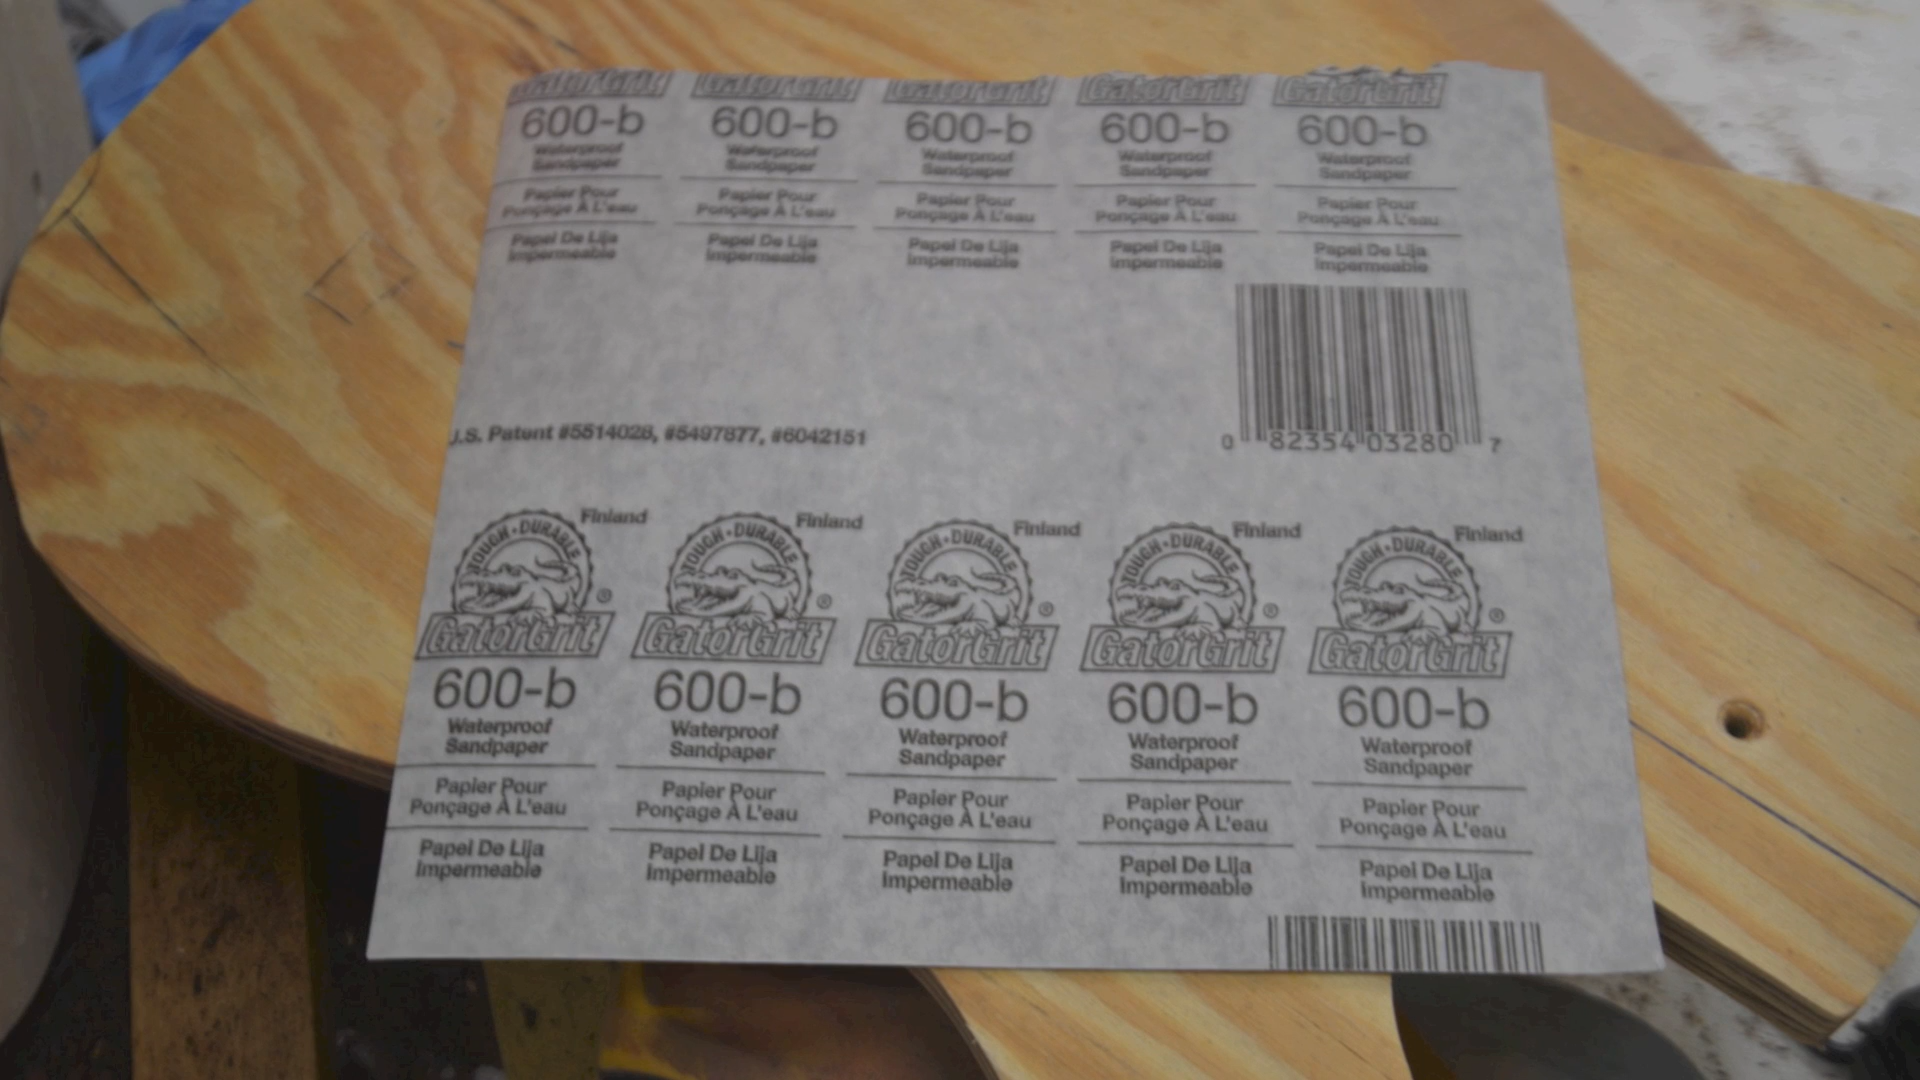 GatorGrit GatorGrit GatorGrit GatorGrit GatorGrit
600-b 600-b 600-b 600-b 600-b
Waterproof Waterproof Waterproof Waterproof Waterproof
Sandpaper Sandpaper Sandpaper Sandpaper Sandpaper
Papier Pour Papier Pour Papier Pour Papier Pour Papier Pour
Ponçage À L'eau Ponçage À L'eau Ponçage À L'eau Ponçage À L'eau Ponçage À L'eau
Papel De Lija Papel De Lija Papel De Lija Papel De Lija Papel De Lija
Impermeable Impermeable Impermeable Impermeable Impermeable
U.S. Patent #5514028, #5497877, #6042151
0 82354 03280 7
Finland Finland Finland Finland Finland
TOUGH•DURABLE TOUGH•DURABLE TOUGH•DURABLE TOUGH•DURABLE TOUGH•DURABLE
GatorGrit® GatorGrit® GatorGrit® GatorGrit® GatorGrit®
600-b 600-b 600-b 600-b 600-b
Waterproof Waterproof Waterproof Waterproof Waterproof
Sandpaper Sandpaper Sandpaper Sandpaper Sandpaper
Papier Pour Papier Pour Papier Pour Papier Pour Papier Pour
Ponçage À L'eau Ponçage À L'eau Ponçage À L'eau Ponçage À L'eau Ponçage À L'eau
Papel De Lija Papel De Lija Papel De Lija Papel De Lija Papel De Lija
Impermeable Impermeable Impermeable Impermeable Impermeable